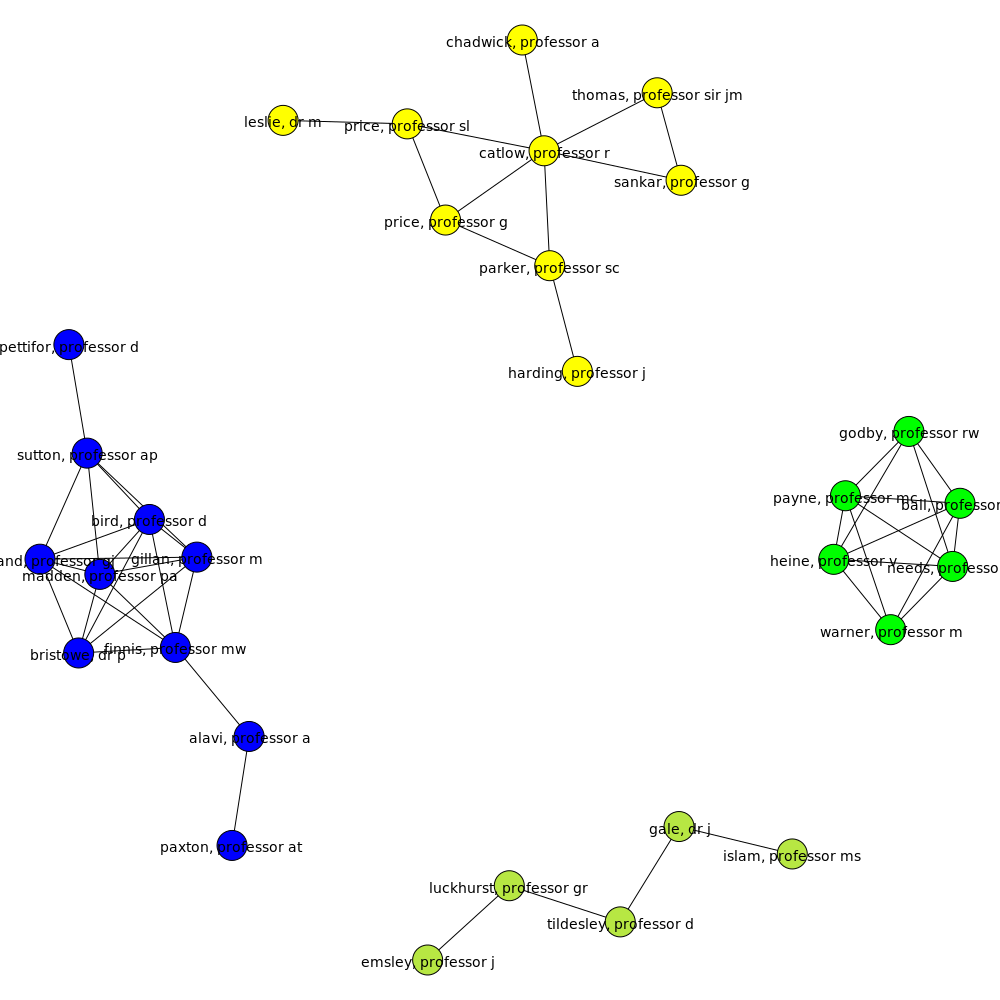 chadwick, professor a
thomas, professor sir jm
leslie, dr m
price, professor sl
catlow, professor r
sankar, professor g
price, professor g
parker, professor sc
pettifor, professor d
harding, professor j
godby, professor rw
sutton, professor ap
payne, professor mc
ball, professor
bird, professor d
and, professor gj
gillan, professor m
heine, professor v
needs, professo
madden, professor pa
warner, professor m
bristowe, dr p
finnis, professor mw
alavi, professor a
gale, dr j
paxton, professor at
islam, professor ms
luckhurst, professor gr
tildesley, professor d
emsley, professor j